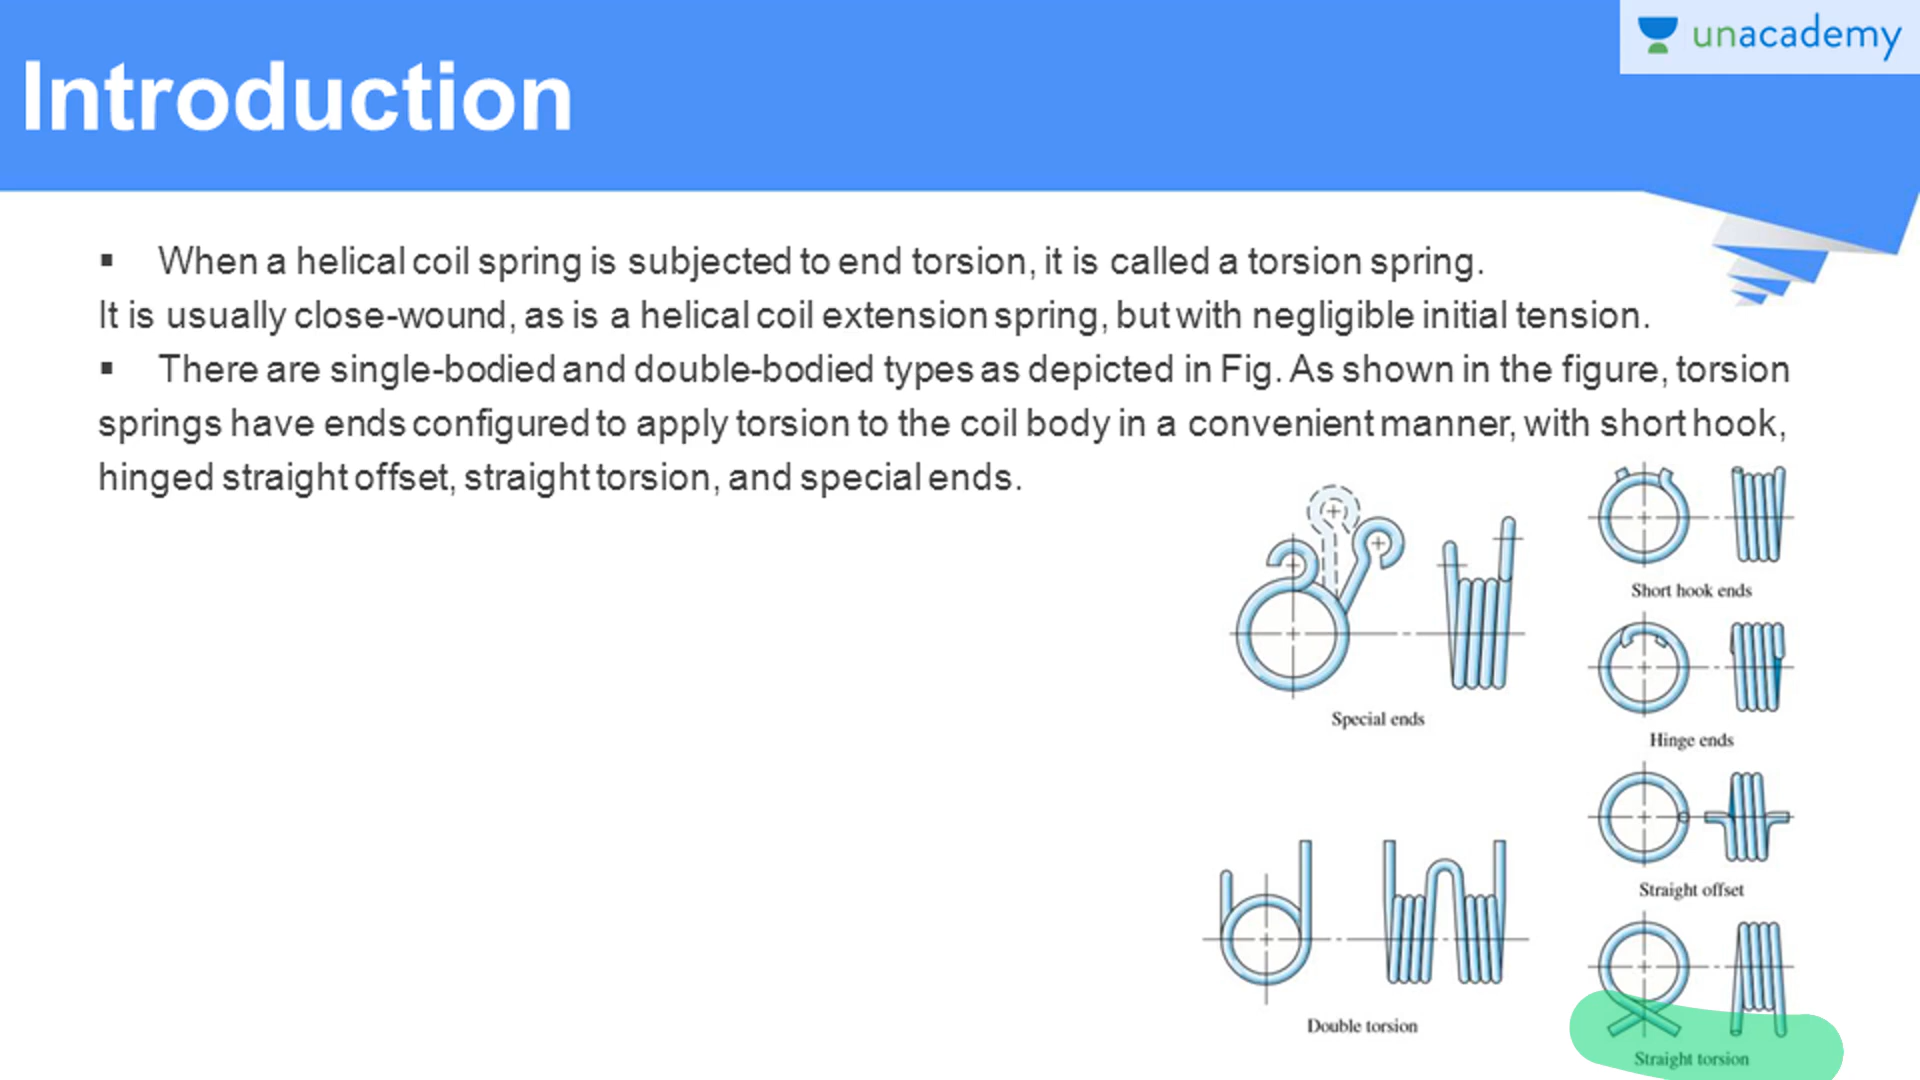 unacademy
Introduction
▪ When a helical coil spring is subjected to end torsion, it is called a torsion spring.
It is usually close-wound, as is a helical coil extension spring, but with negligible initial tension.
▪ There are single-bodied and double-bodied types as depicted in Fig. As shown in the figure, torsion
springs have ends configured to apply torsion to the coil body in a convenient manner, with short hook,
hinged straight offset, straight torsion, and special ends.
Short hook ends
Special ends
Hinge ends
Straight offset
Double torsion
Straight torsion